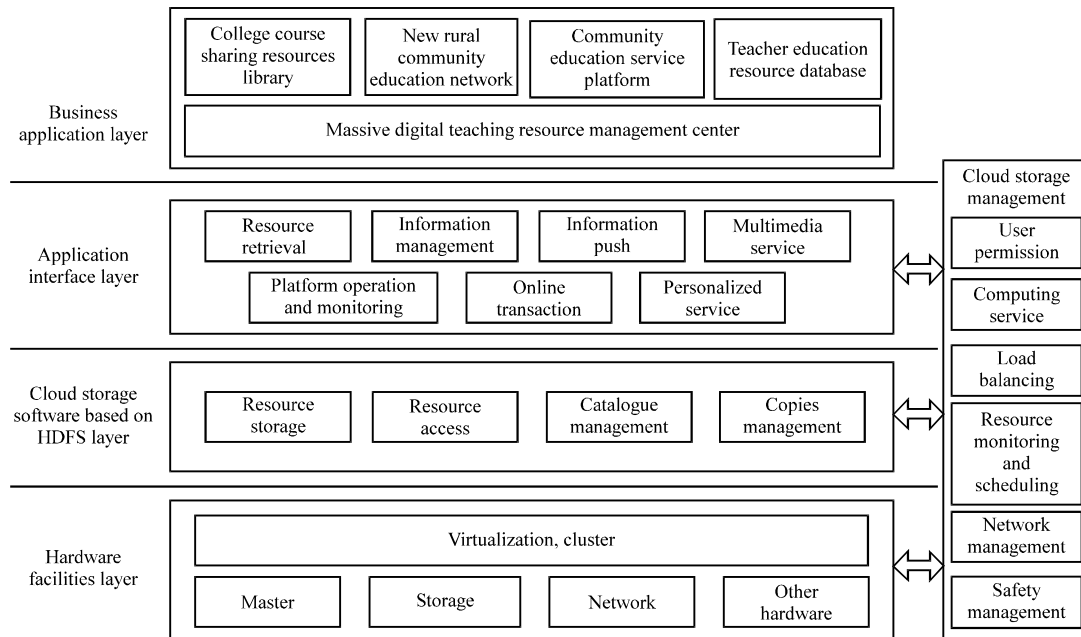 College course
sharing resources
library
New rural
community
education network
Community
education service
platform
Teacher education
resource database
Business
application layer
Massive digital teaching resource management center
Application
interface layer
Resource
retrieval
Information
management
Information
push
Multimedia
service
Platform operation
and monitoring
Online
transaction
Personalized
service
Cloud storage
software based on
HDFS layer
Resource
storage
Resource
access
Catalogue
management
Copies
management
Hardware
facilities layer
Virtualization, cluster
Master
Storage
Network
Other
hardware
Cloud storage
management
User
permission
Computing
service
Load
balancing
Resource
monitoring
and
scheduling
Network
management
Safety
management